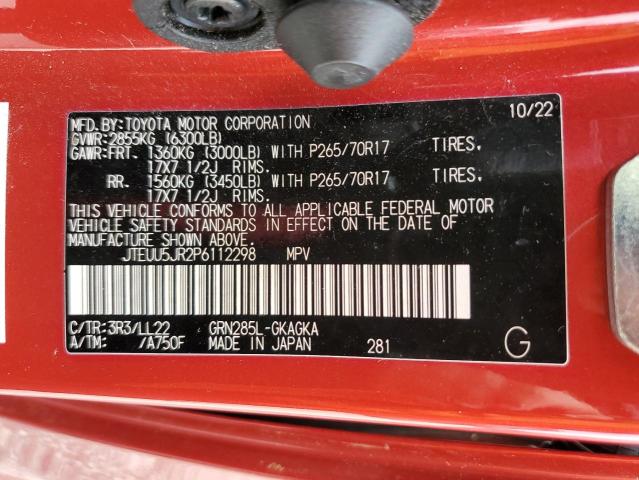 MFD.BY:TOYOTA MOTOR CORPORATION 10/22
GVWR:2855KG (6300LB)
GAWR:FRT. 1360KG (3000LB) WITH P265/70R17 TIRES,
17X7 1/2J RIMS.
RR. 1560KG (3450LB) WITH P265/70R17 TIRES,
17X7 1/2J RIMS.
THIS VEHICLE CONFORMS TO ALL APPLICABLE FEDERAL MOTOR
VEHICLE SAFETY STANDARDS IN EFFECT ON THE DATE OF
MANUFACTURE SHOWN ABOVE.
JTEUU5JR2P6112298 MPV
C/TR:3R3/LL22 GRN285L-GKAGKA
A/TM: /A750F MADE IN JAPAN 281 G